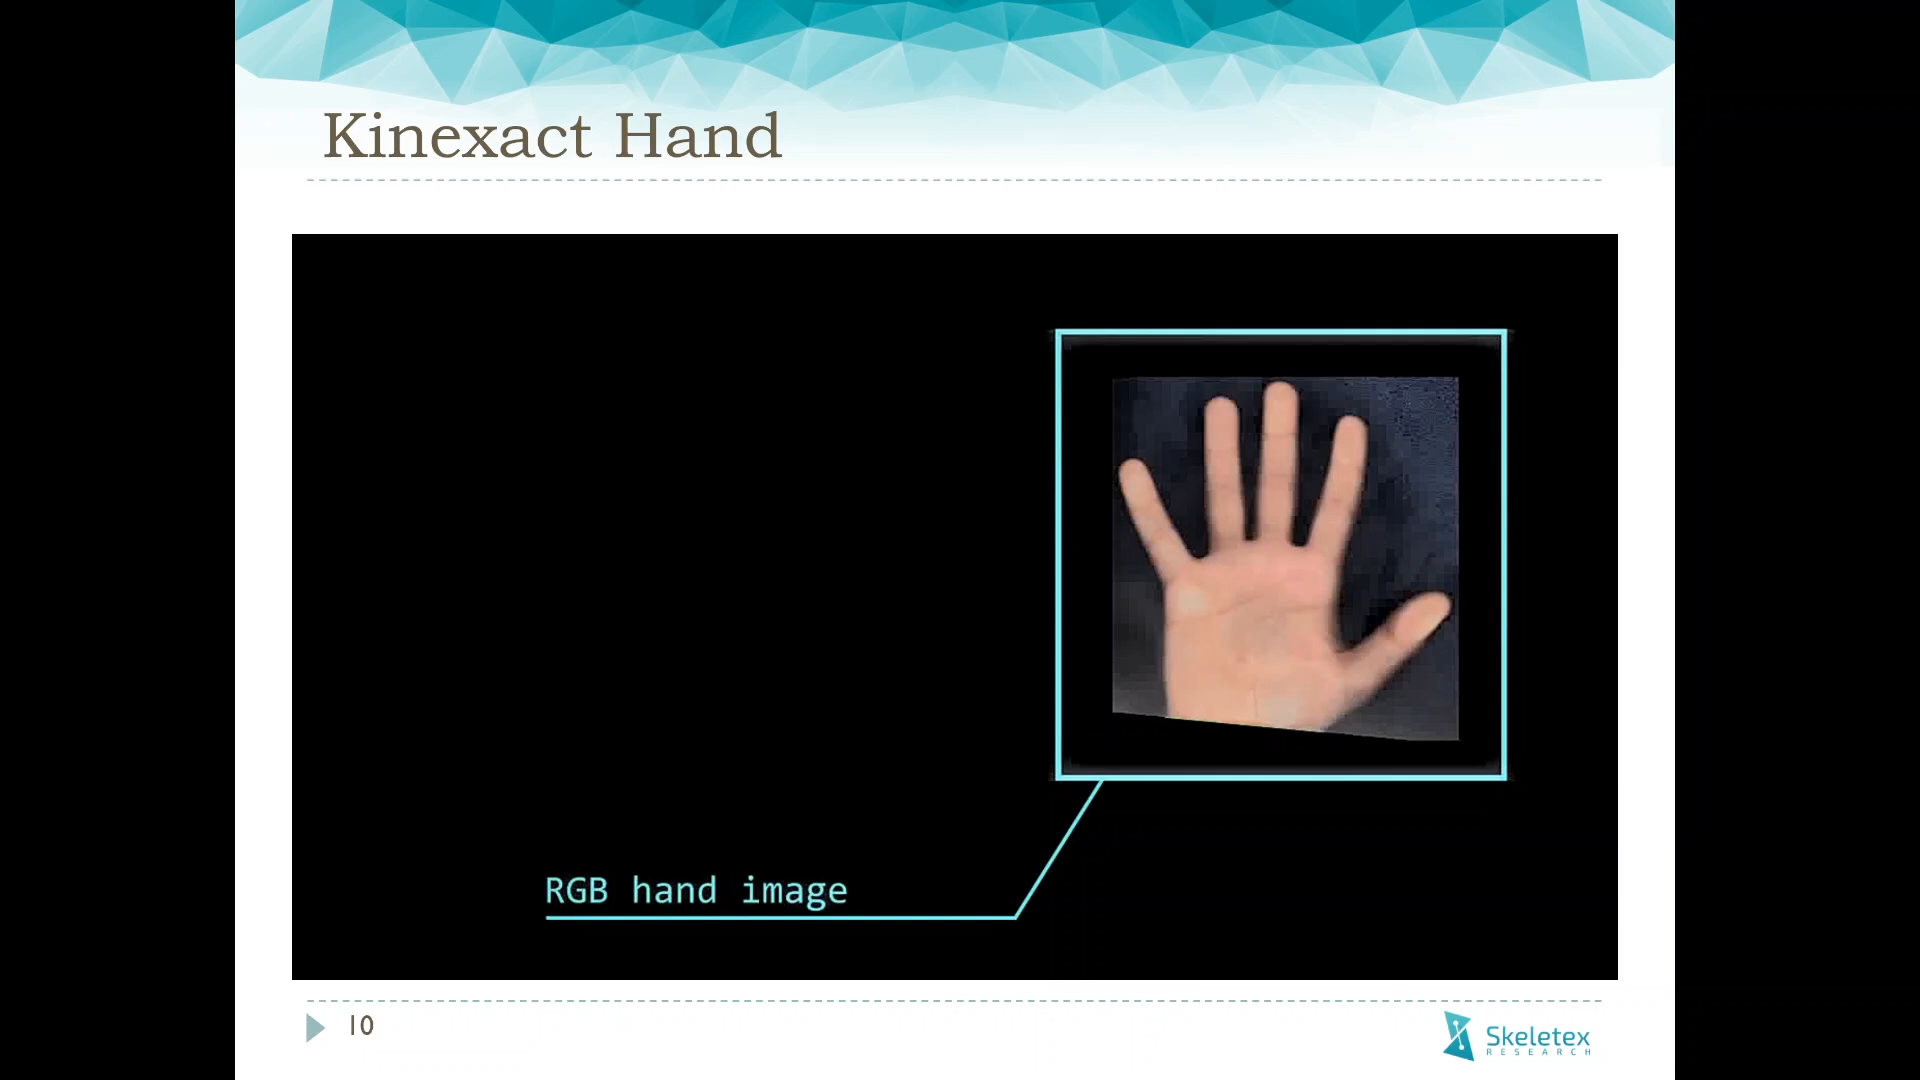 Kinexact Hand
RGB hand image
10
Skeletex
RESEARCH